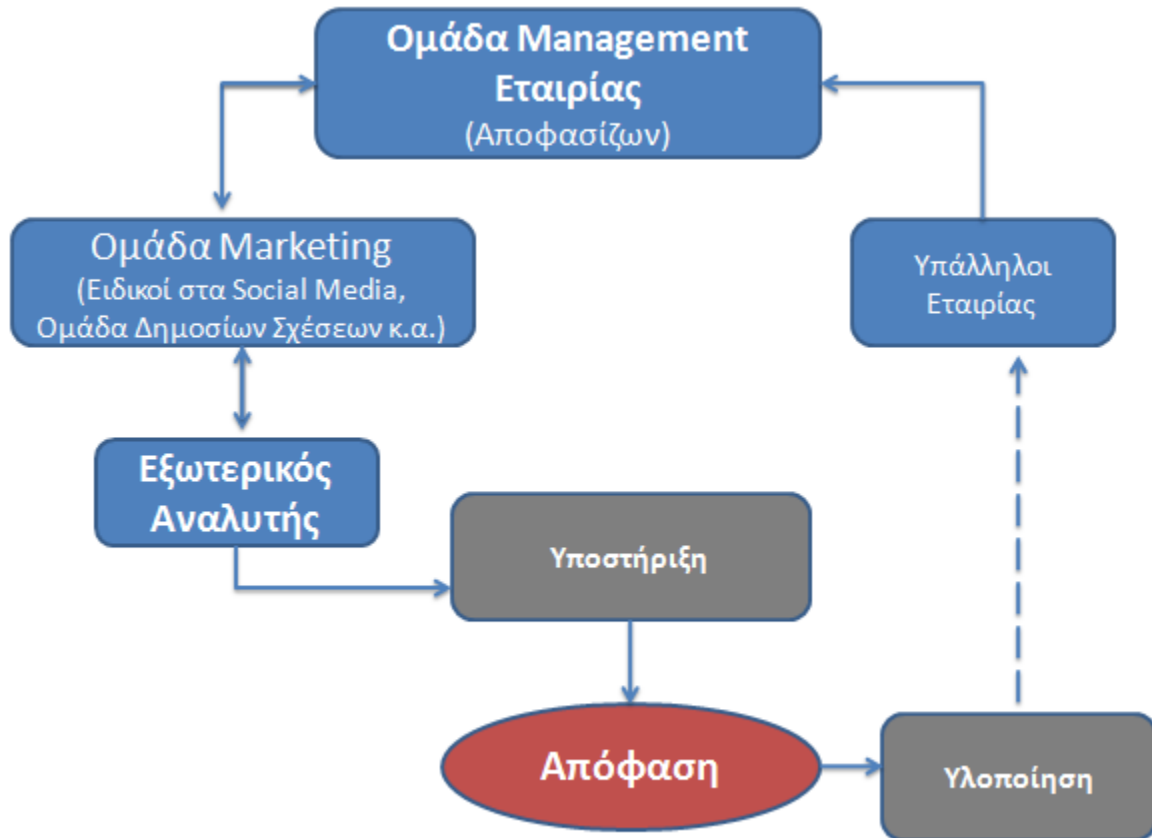 Ομάδα Management
Εταιρίας
(Αποφασίζων)
Ομάδα Marketing
(Ειδικοί στα Social Media,
Ομάδα Δημοσίων Σχέσεων κ.α.)
Υπάλληλοι
Εταιρίας
Εξωτερικός
Αναλυτής
Υποστήριξη
Απόφαση
Υλοποίηση